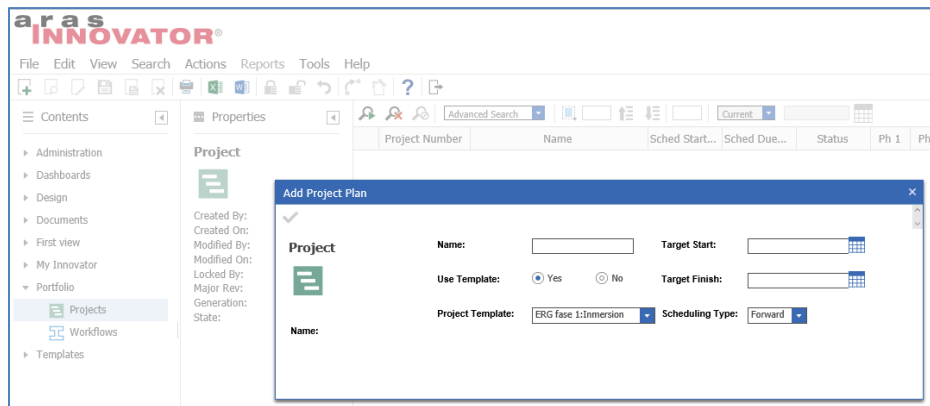 aras
INNOVATOR®
File Edit View Search Actions Reports Tools Help
Contents
Properties
Advanced Search
Current
Project Number Name Sched Start... Sched Due... Status Ph 1 Ph
Administration
Dashboards
Design
Documents
First view
My Innovator
Portfolio
Projects
Workflows
Templates
Project
Created By:
Created On:
Modified By:
Modified On:
Locked By:
Major Rev:
Generation:
State:
Add Project Plan
Project
Name:
Name:
Target Start:
Use Template: Yes No
Target Finish:
Project Template: ERG fase 1:Inmersion
Scheduling Type: Forward